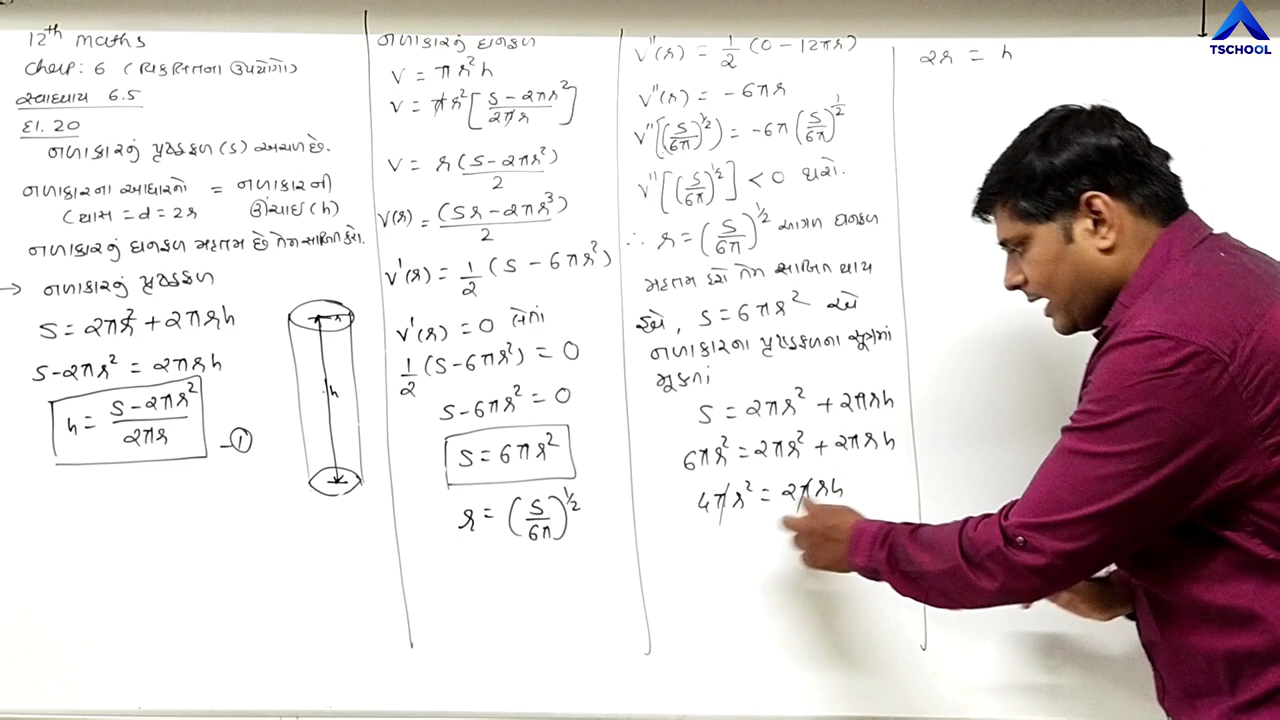 TSCHOOL
12th maths
Chap: 6 (વિકલિતના ઉપયોગો)
સ્વાધ્યાય 6.5
દા. 20
નળાકારનું પૃષ્ઠફળ (S) અચળ છે.
નળાકારના આધારનો = નળાકારની
(વ્યાસ = d = 2r ઊંચાઇ (h)
નળાકારનું ઘનફળ મહત્તમ છે તેમ સાબિત કરો.
→ નળાકારનું પૃષ્ઠફળ
S = 2πr² + 2πrh
S - 2πr² = 2πrh
h = (S - 2πr²)/(2πr) —①
r
h
નળાકારનું ઘનફળ
V = πr²h
V = πr² [(S - 2πr²)/(2πr)]
V = r(S - 2πr²)/2
V(r) = (Sr - 2πr³)/2
V'(r) = 1/2 (S - 6πr²)
V'(r) = 0 લેતાં
1/2 (S - 6πr²) = 0
S - 6πr² = 0
S = 6πr²
r = (S/6π)^1/2
V''(r) = 1/2 (0 - 12πr)
V''(r) = -6πr
V''[(S/6π)^1/2] = -6π (S/6π)^1/2
V''[(S/6π)^1/2] < 0 થશે.
∴ r = (S/6π)^1/2 આગળ ઘનફળ
મહત્તમ હશે તેમ સાબિત થાય
હવે, S = 6πr² એ
નળાકારના પૃષ્ઠફળના સૂત્રમાં
મૂકતાં
S = 2πr² + 2πrh
6πr² = 2πr² + 2πrh
4πr² = 2πrh
2r = h